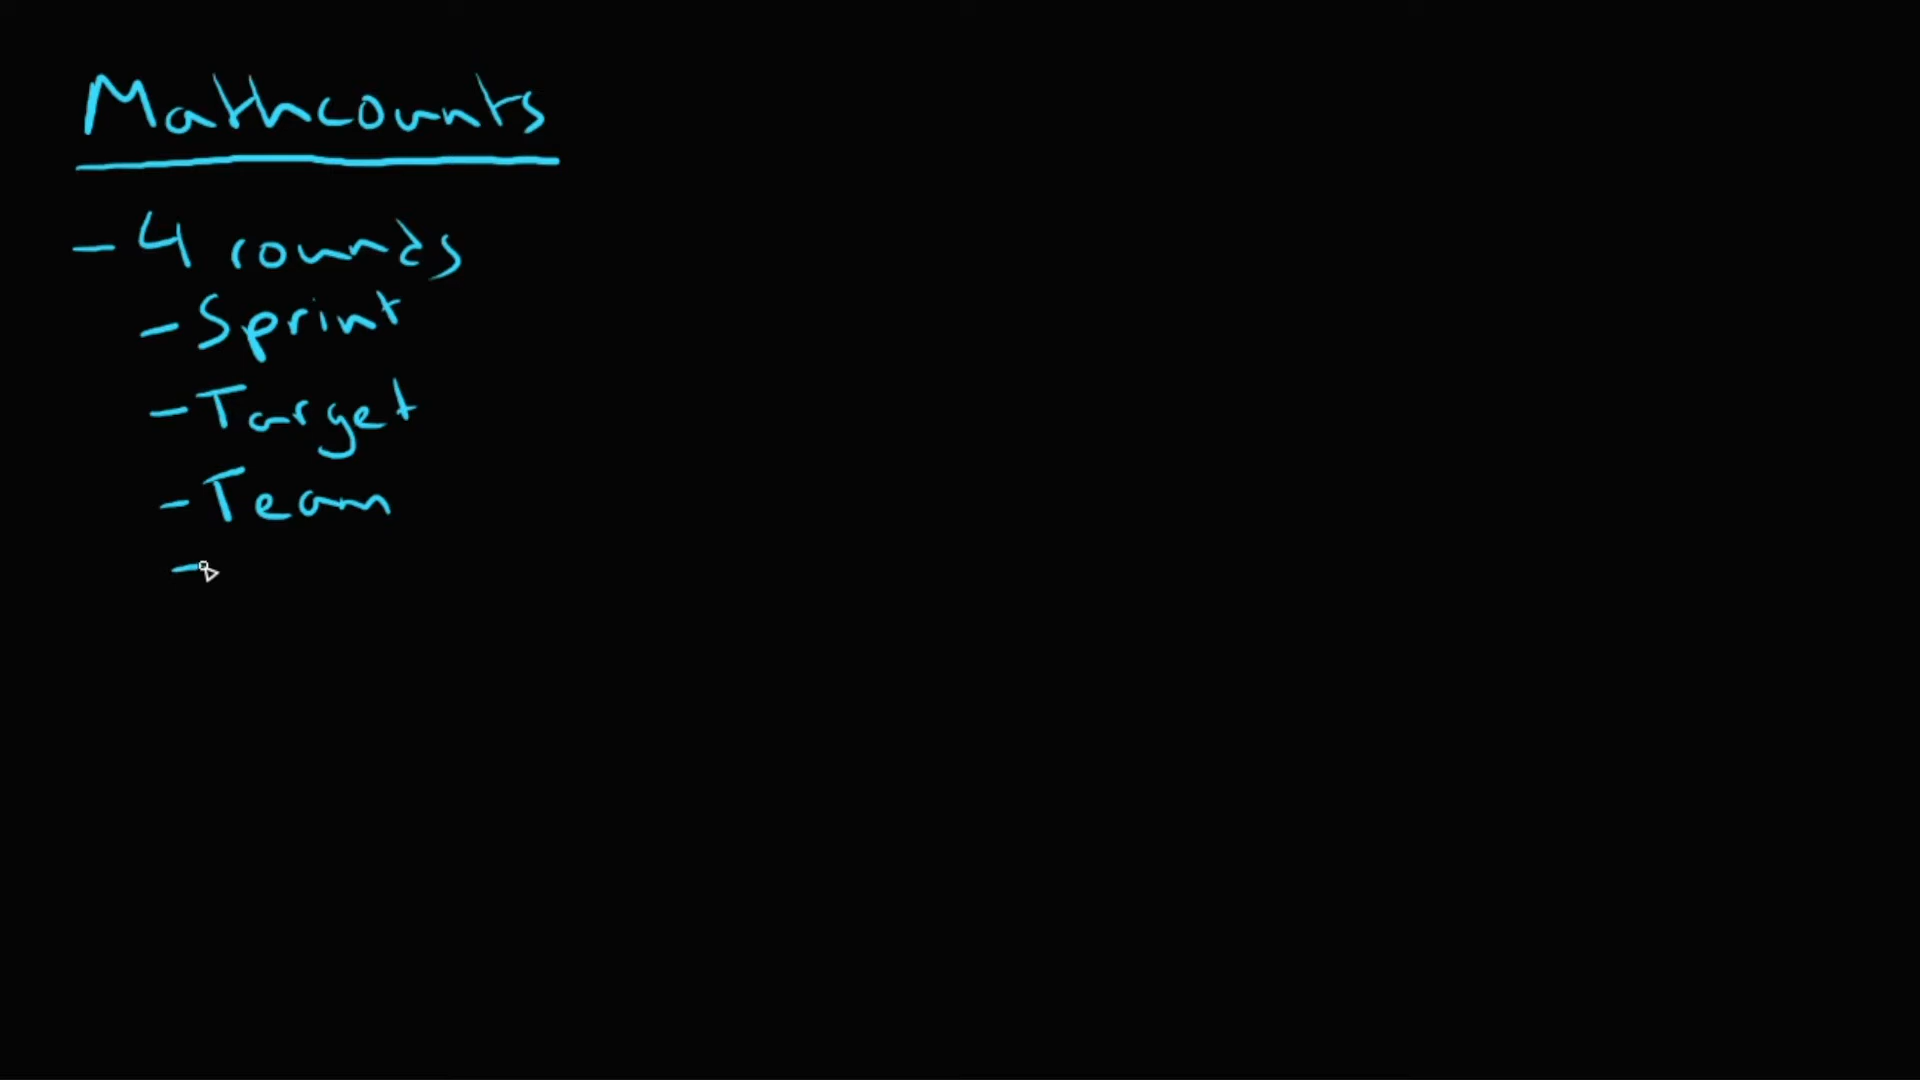 Mathcounts
- 4 rounds
- Sprint
- Target
- Team
-